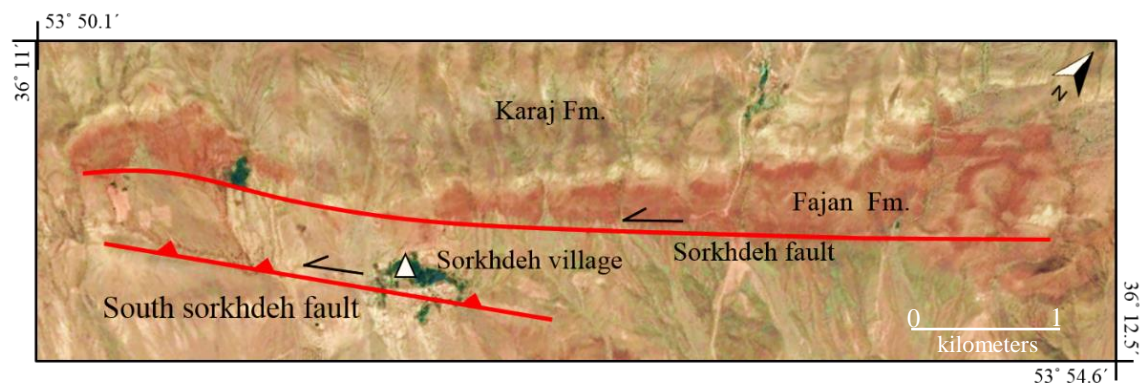 53˚ 50.1´
36˚ 11´
N
Karaj Fm.
Fajan Fm.
Sorkhdeh fault
Sorkhdeh village
South sorkhdeh fault
0 1
kilometers
36˚ 12.5´
53˚ 54.6´